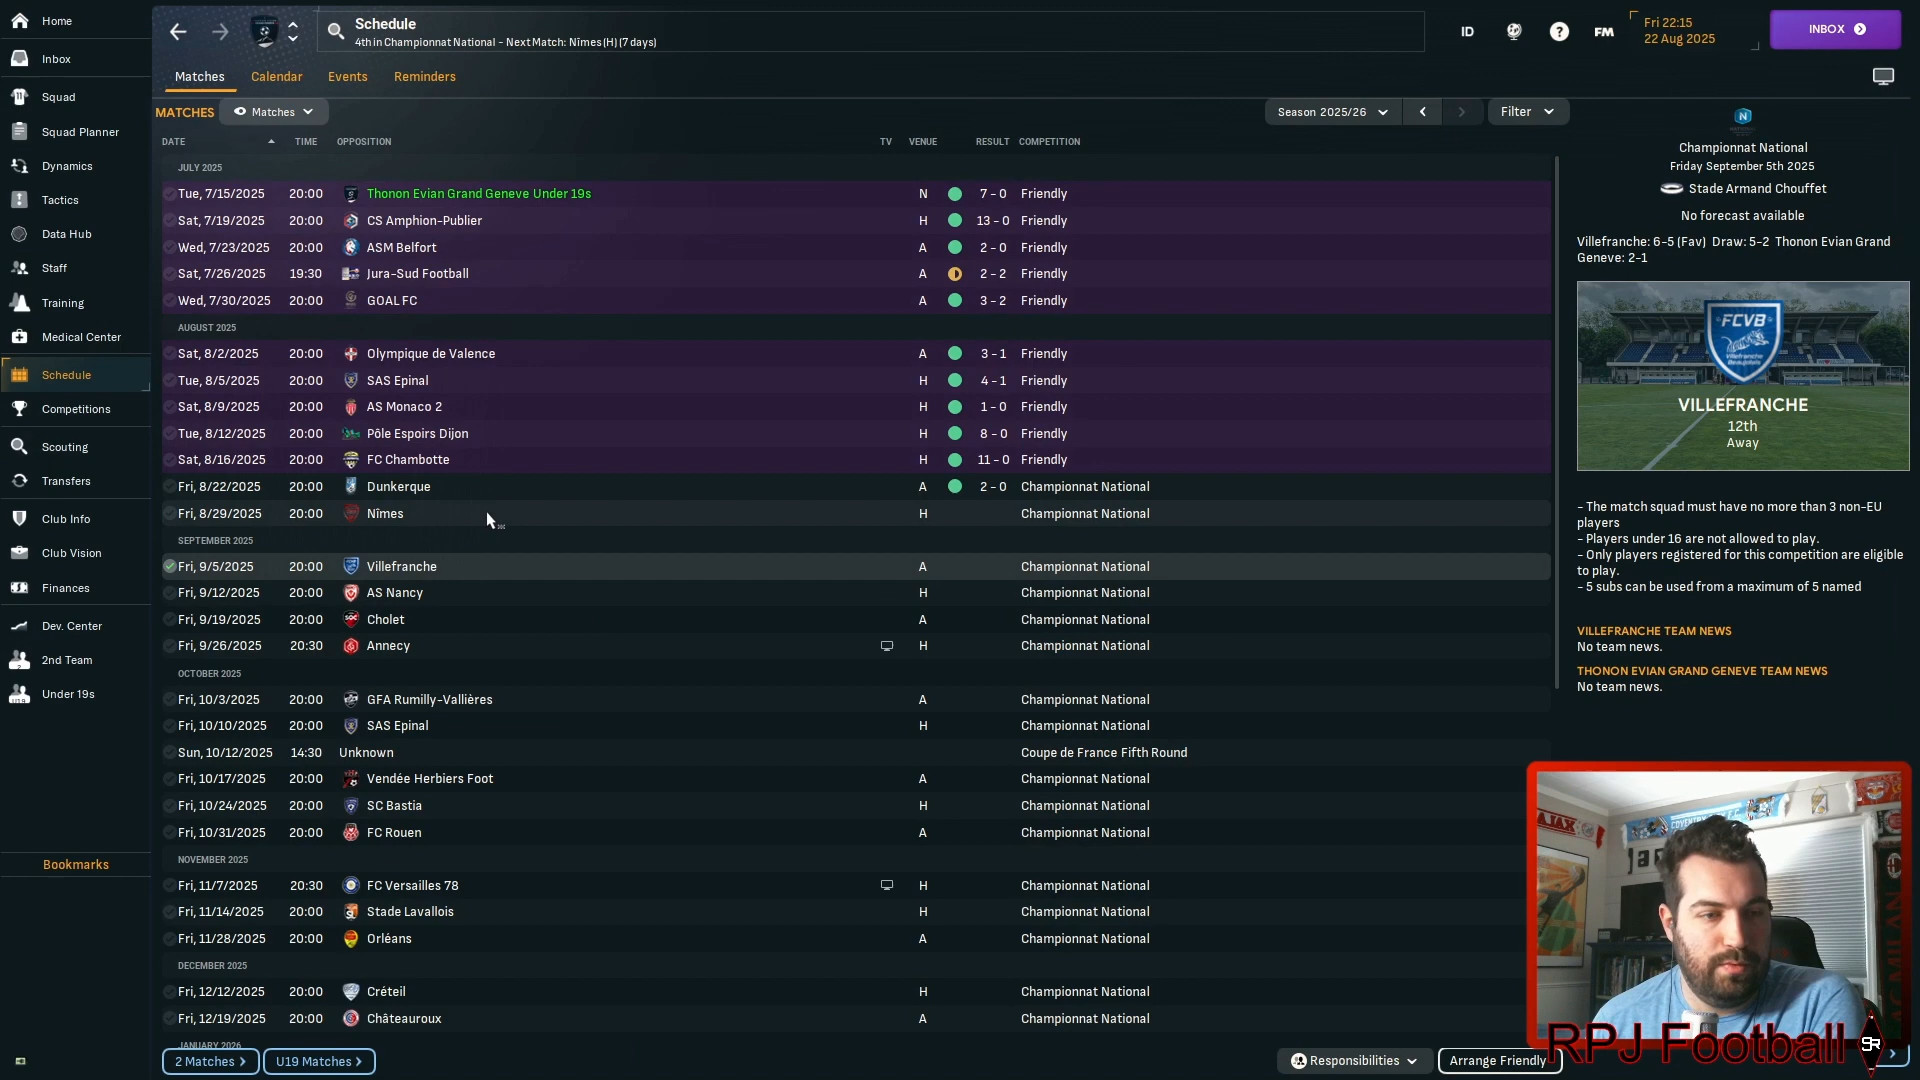 Home
Inbox
Squad
Squad Planner
Dynamics
Tactics
Data Hub
Staff
Training
Medical Center
Schedule
Competitions
Scouting
Transfers
Club Info
Club Vision
Finances
Dev. Center
2nd Team
Under 19s
Bookmarks
Schedule
4th in Championnat National - Next Match: Nîmes (H) (7 days)
ID
FM
Fri 22:15
22 Aug 2025
INBOX
Matches Calendar Events Reminders
MATCHES Matches Season 2025/26 Filter
DATE TIME OPPOSITION TV VENUE RESULT COMPETITION
JULY 2025
Tue, 7/15/2025 20:00 Thonon Evian Grand Geneve Under 19s N 7 - 0 Friendly
Sat, 7/19/2025 20:00 CS Amphion-Publier H 13 - 0 Friendly
Wed, 7/23/2025 20:00 ASM Belfort A 2 - 0 Friendly
Sat, 7/26/2025 19:30 Jura-Sud Football A 2 - 2 Friendly
Wed, 7/30/2025 20:00 GOAL FC A 3 - 2 Friendly
AUGUST 2025
Sat, 8/2/2025 20:00 Olympique de Valence A 3 - 1 Friendly
Tue, 8/5/2025 20:00 SAS Epinal H 4 - 1 Friendly
Sat, 8/9/2025 20:00 AS Monaco 2 H 1 - 0 Friendly
Tue, 8/12/2025 20:00 Pôle Espoirs Dijon H 8 - 0 Friendly
Sat, 8/16/2025 20:00 FC Chambotte H 11 - 0 Friendly
Fri, 8/22/2025 20:00 Dunkerque A 2 - 0 Championnat National
Fri, 8/29/2025 20:00 Nîmes H Championnat National
SEPTEMBER 2025
Fri, 9/5/2025 20:00 Villefranche A Championnat National
Fri, 9/12/2025 20:00 AS Nancy H Championnat National
Fri, 9/19/2025 20:00 Cholet A Championnat National
Fri, 9/26/2025 20:30 Annecy H Championnat National
OCTOBER 2025
Fri, 10/3/2025 20:00 GFA Rumilly-Vallières A Championnat National
Fri, 10/10/2025 20:00 SAS Epinal H Championnat National
Sun, 10/12/2025 14:30 Unknown Coupe de France Fifth Round
Fri, 10/17/2025 20:00 Vendée Herbiers Foot A Championnat National
Fri, 10/24/2025 20:00 SC Bastia H Championnat National
Fri, 10/31/2025 20:00 FC Rouen A Championnat National
NOVEMBER 2025
Fri, 11/7/2025 20:30 FC Versailles 78 H Championnat National
Fri, 11/14/2025 20:00 Stade Lavallois H Championnat National
Fri, 11/28/2025 20:00 Orléans A Championnat National
DECEMBER 2025
Fri, 12/12/2025 20:00 Créteil H Championnat National
Fri, 12/19/2025 20:00 Châteauroux A Championnat National
JANUARY 2026
2 Matches U19 Matches Responsibilities Arrange Friendly
Championnat National
Friday September 5th 2025
Stade Armand Chouffet
No forecast available
Villefranche: 6-5 (Fav) Draw: 5-2 Thonon Evian Grand
Geneve: 2-1
FCVB
VILLEFRANCHE
12th
Away
- The match squad must have no more than 3 non-EU
players
- Players under 16 are not allowed to play.
- Only players registered for this competition are eligible
to play.
- 5 subs can be used from a maximum of 5 named
VILLEFRANCHE TEAM NEWS
No team news.
THONON EVIAN GRAND GENEVE TEAM NEWS
No team news.
RPJ Football